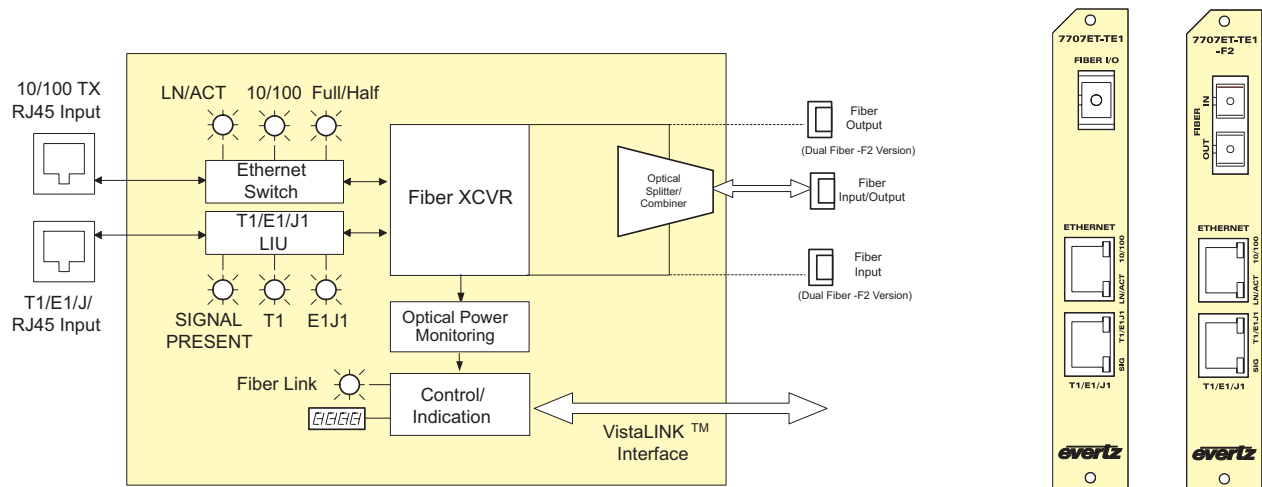 10/100 TX
RJ45 Input
T1/E1/J/
RJ45 Input
LN/ACT
10/100
Full/Half
Ethernet
Switch
T1/E1/J1
LIU
SIGNAL
PRESENT
T1
E1J1
Fiber XCVR
Optical Power
Monitoring
Fiber Link
Control/
Indication
VistaLINK TM
Interface
Optical
Splitter/
Combiner
Fiber
Output
(Dual Fiber -F2 Version)
Fiber
Input/Output
Fiber
Input
(Dual Fiber -F2 Version)
7707ET-TE1
FIBER I/O
ETHERNET
10/100
LN/ACT
T1/E1J1
SIG
T1/E1/J1
evertz
7707ET-TE1
-F2
FIBER
IN
OUT
ETHERNET
10/100
LN/ACT
T1/E1J1
SIG
T1/E1/J1
evertz